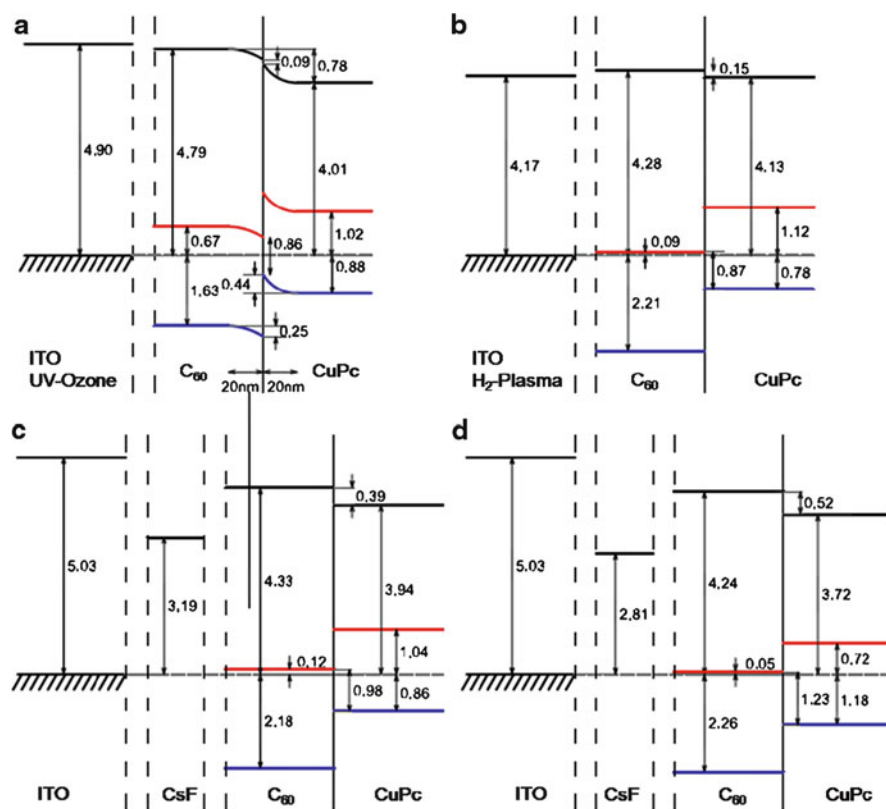 a
0.09
0.78
4.90
4.79
4.01
0.67
0.86
1.02
1.63
0.44
0.88
0.25
ITO
UV-Ozone
C₆₀
CuPc
20nm
20nm
b
0.15
4.17
4.28
4.13
0.09
1.12
0.87
0.78
2.21
ITO
H₂-Plasma
C₆₀
CuPc
c
0.39
5.03
3.19
4.33
3.94
0.12
1.04
0.98
0.86
2.18
ITO
CsF
C₆₀
CuPc
d
0.52
5.03
2.81
4.24
3.72
0.05
0.72
1.23
1.18
2.26
ITO
CsF
C₆₀
CuPc